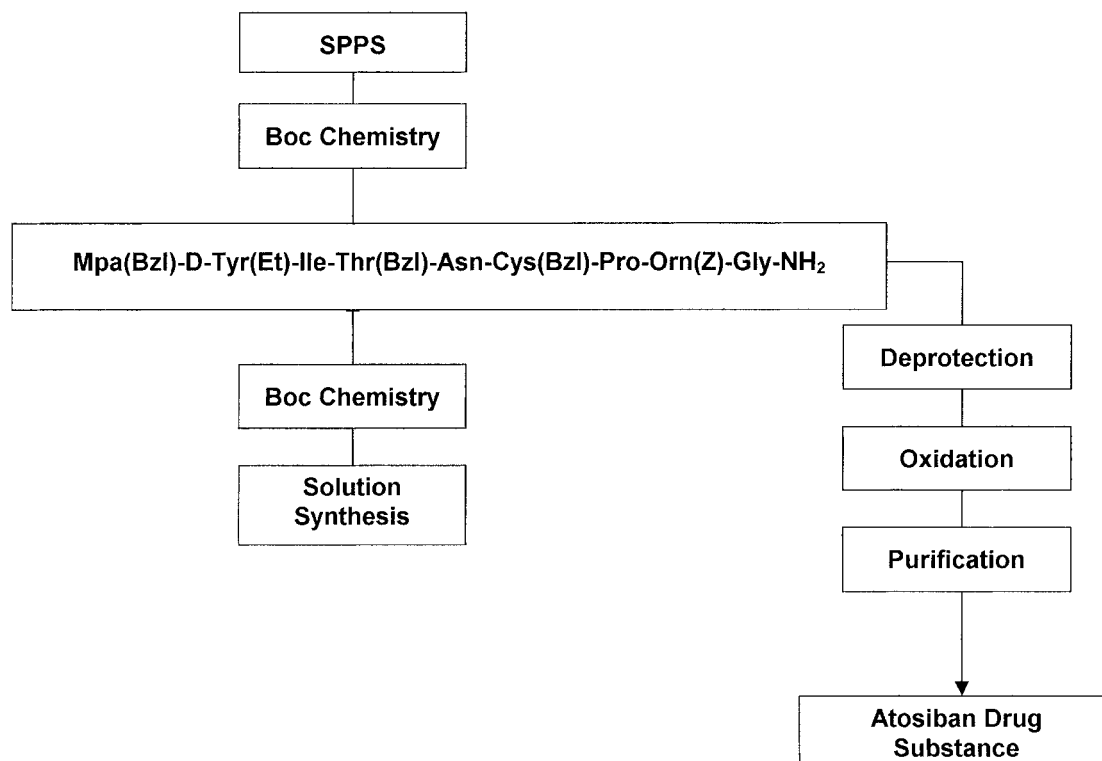 SPPS
Boc Chemistry
Mpa(Bzl)-D-Tyr(Et)-Ile-Thr(Bzl)-Asn-Cys(Bzl)-Pro-Orn(Z)-Gly-NH₂
Boc Chemistry
Solution
Synthesis
Deprotection
Oxidation
Purification
Atosiban Drug
Substance